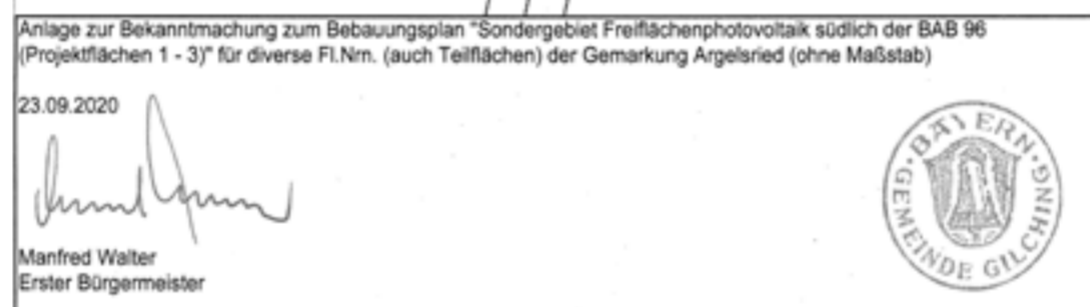 Anlage zur Bekanntmachung zum Bebauungsplan "Sondergebiet Freiflächenphotovoltaik südlich der BAB 96
(Projektflächen 1 - 3)" für diverse Fl.Nrn. (auch Teilflächen) der Gemarkung Argelsried (ohne Maßstab)
23.09.2020
Manfred Walter
Erster Bürgermeister
BAYERN
GEMEINDE GILCHING